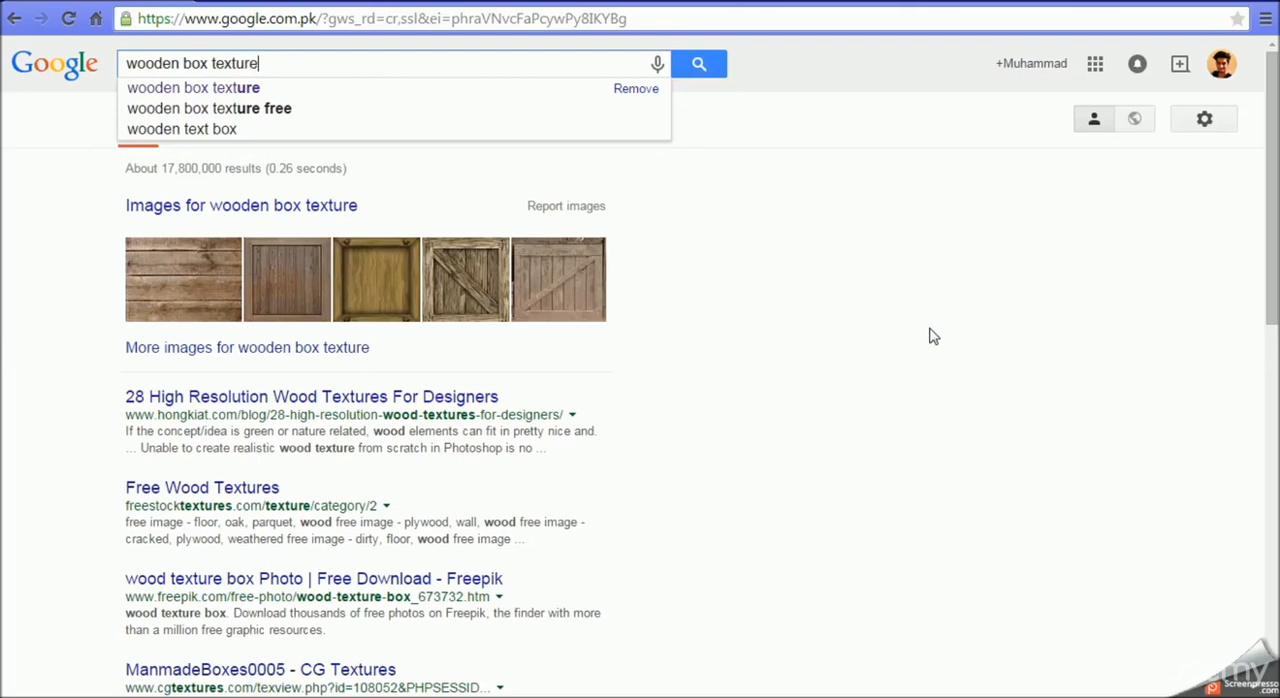 https://www.google.com.pk/?gws_rd=cr,ssl&ei=phraVNvcFaPcywPy8IKYBg
Google
wooden box texture
+Muhammad
wooden box texture
Remove
wooden box texture free
wooden text box
About 17,800,000 results (0.26 seconds)
Images for wooden box texture
Report images
More images for wooden box texture
28 High Resolution Wood Textures For Designers
www.hongkiat.com/blog/28-high-resolution-wood-textures-for-designers/
If the concept/idea is green or nature related, wood elements can fit in pretty nice and.
... Unable to create realistic wood texture from scratch in Photoshop is no ...
Free Wood Textures
freestocktextures.com/texture/category/2
free image - floor, oak, parquet, wood free image - plywood, wall, wood free image -
cracked, plywood, weathered free image - dirty, floor, wood free image ...
wood texture box Photo | Free Download - Freepik
www.freepik.com/free-photo/wood-texture-box_673732.htm
wood texture box. Download thousands of free photos on Freepik, the finder with more
than a million free graphic resources.
ManmadeBoxes0005 - CG Textures
www.cgtextures.com/texview.php?id=108052&PHPSESSID...
Screenpresso
.com